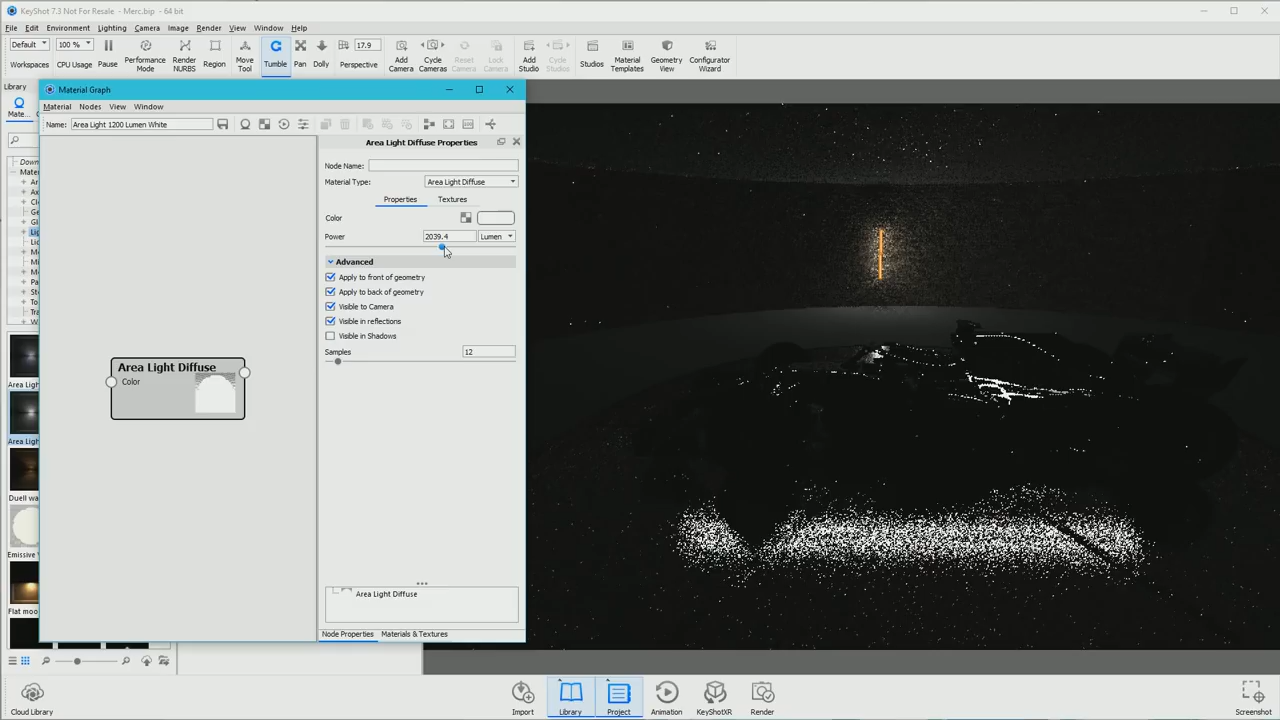 KeyShot 7.3 Not For Resale - Merc.bip - 64 bit
File Edit Environment Lighting Camera Image Render View Window Help
Default 100 % 17.9
Workspaces CPU Usage Pause Performance Mode Render NURBS Region Move Tool Tumble Pan Dolly Perspective Add Camera Cycle Cameras Reset Camera Lock Camera Add Studio Cycle Studios Studios Material Templates Geometry View Configurator Wizard
Library
Material Graph
Mate...
Material Nodes View Window
Name: Area Light 1200 Lumen White
Area Light Diffuse Properties
Node Name:
Material Type: Area Light Diffuse
Properties Textures
Color
Power 2039.4 Lumen
Advanced
Apply to front of geometry
Apply to back of geometry
Visible to Camera
Visible in reflections
Visible in Shadows
Samples 12
Area Light Diffuse
Color
Area Ligh
Area Ligh
Duell wa
Emissive
Flat moo
Area Light Diffuse
Node Properties Materials & Textures
Cloud Library Import Library Project Animation KeyShotXR Render Screenshot